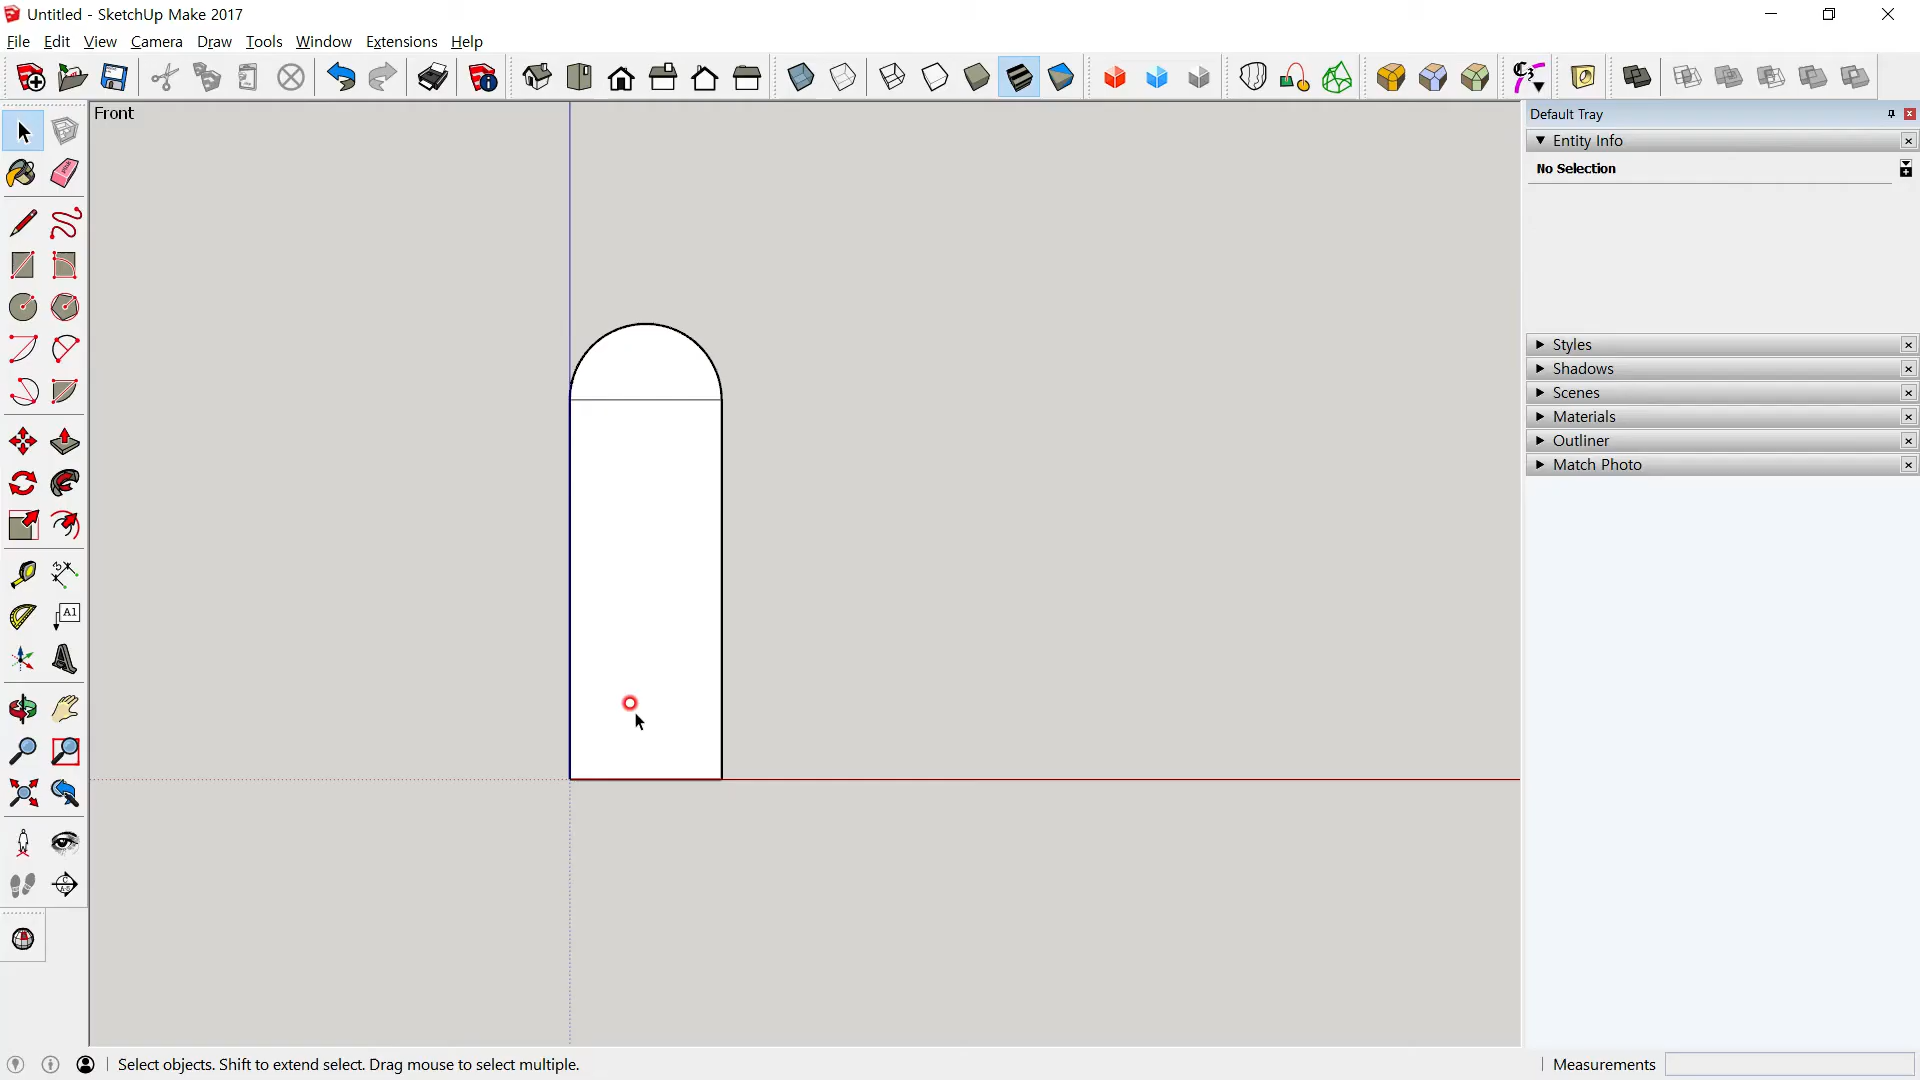 Untitled - SketchUp Make 2017
File Edit View Camera Draw Tools Window Extensions Help
Front
Default Tray
Entity Info
No Selection
Styles
Shadows
Scenes
Materials
Outliner
Match Photo
A1
Select objects. Shift to extend select. Drag mouse to select multiple.
Measurements